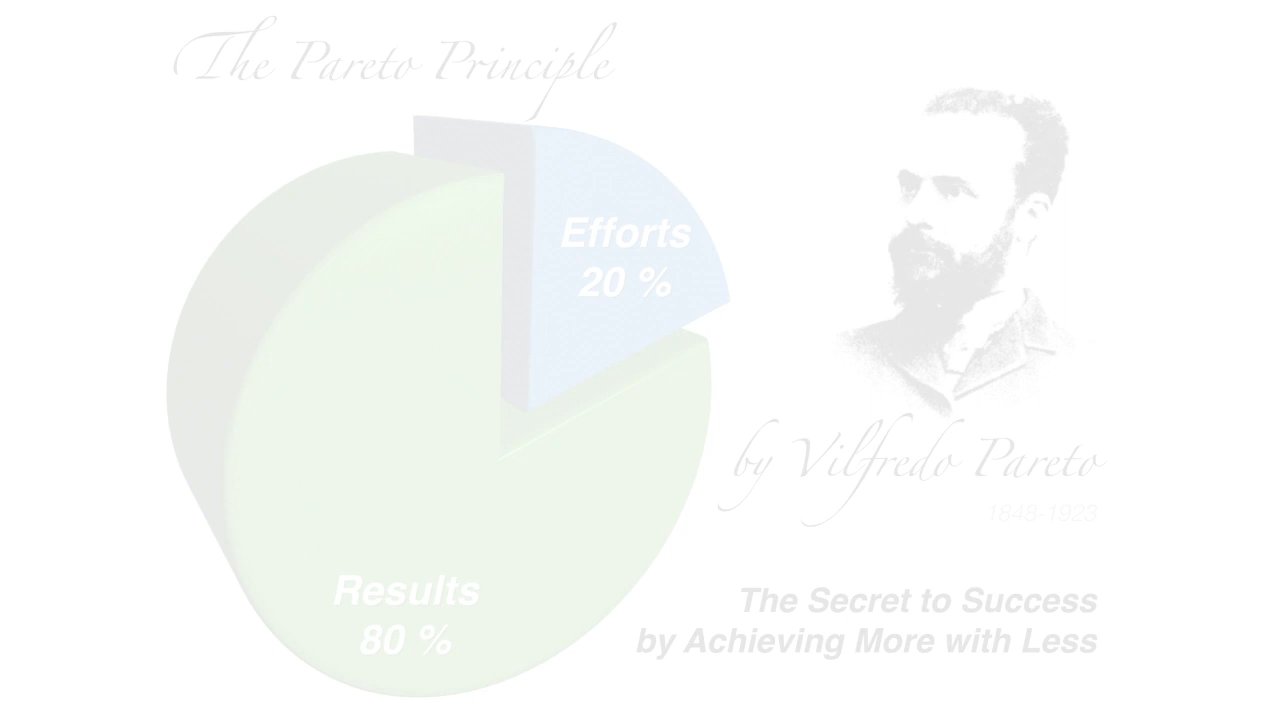 The Pareto Principle
Efforts
20 %
Results
80 %
by Vilfredo Pareto
1848-1923
The Secret to Success
by Achieving More with Less